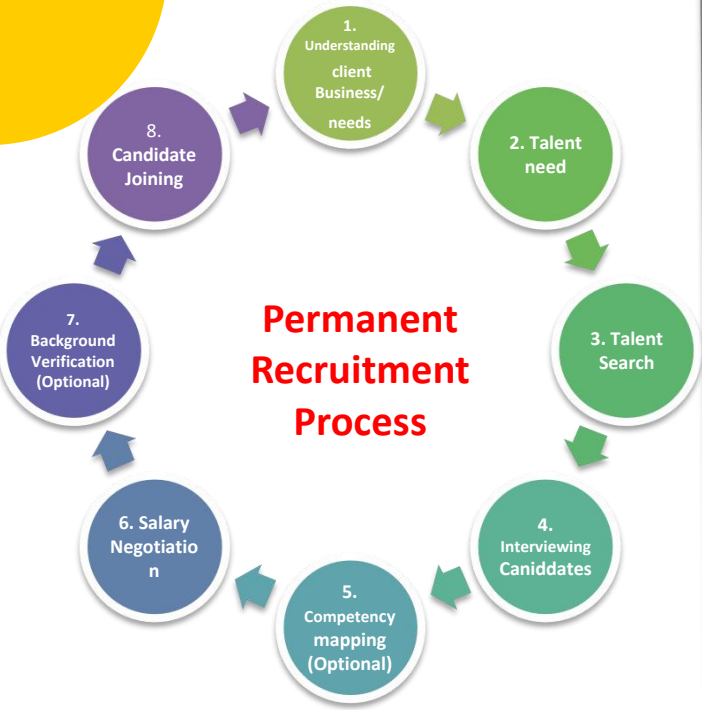 1.
Understanding
client
Business/
needs
2. Talent
need
3. Talent
Search
4.
Interviewing
Caniddates
5.
Competency
mapping
(Optional)
6. Salary
Negotiatio
n
7.
Background
Verification
(Optional)
8.
Candidate
Joining
Permanent
Recruitment
Process